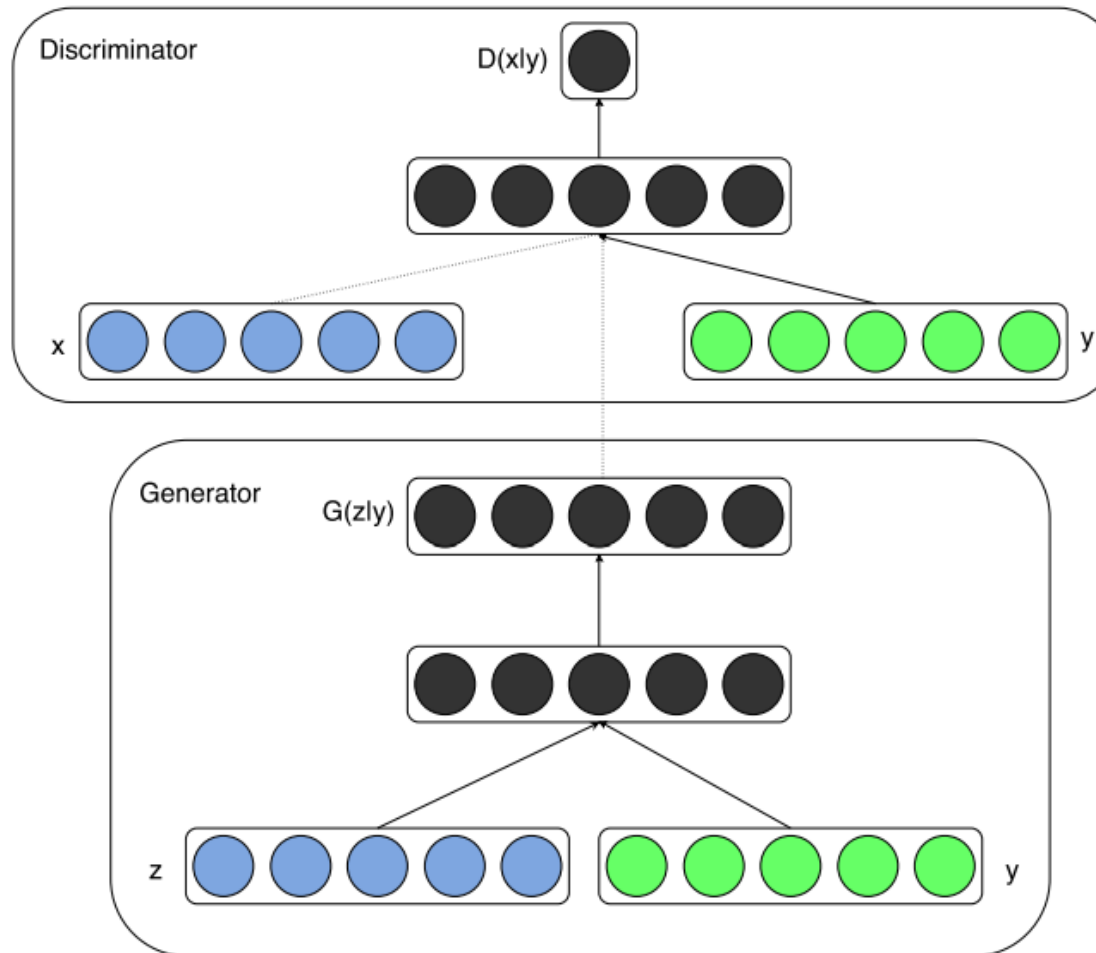 Discriminator
D(x|y)
x
y
Generator
G(z|y)
z
y